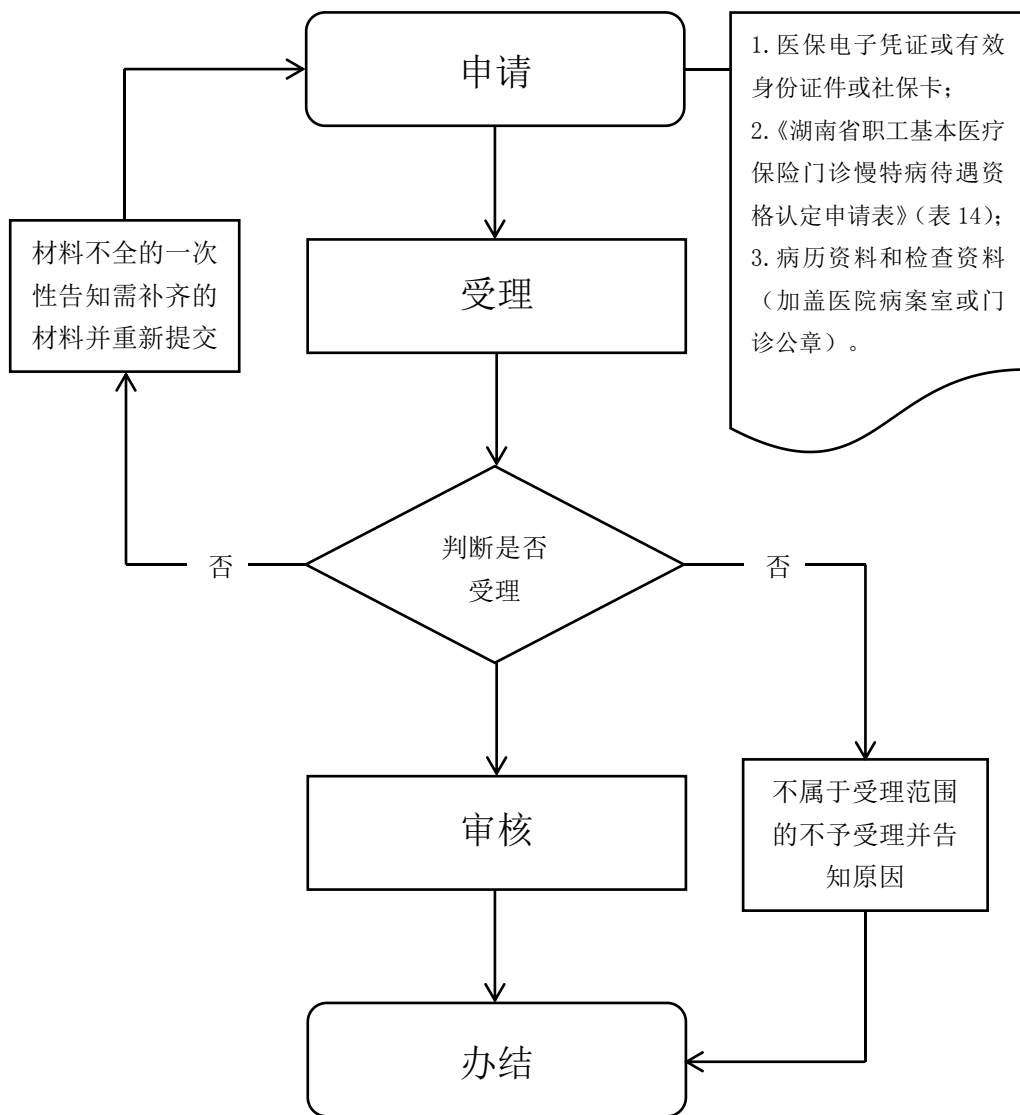 申请
1.医保电子凭证或有效
身份证件或社保卡；
2.《湖南省职工基本医疗
保险门诊慢特病待遇资
格认定申请表》（表 14）；
3.病历资料和检查资料
（加盖医院病案室或门
诊公章）。
材料不全的一次
性告知需补齐的
材料并重新提交
受理
否
判断是否
受理
否
审核
不属于受理范围
的不予受理并告
知原因
办结